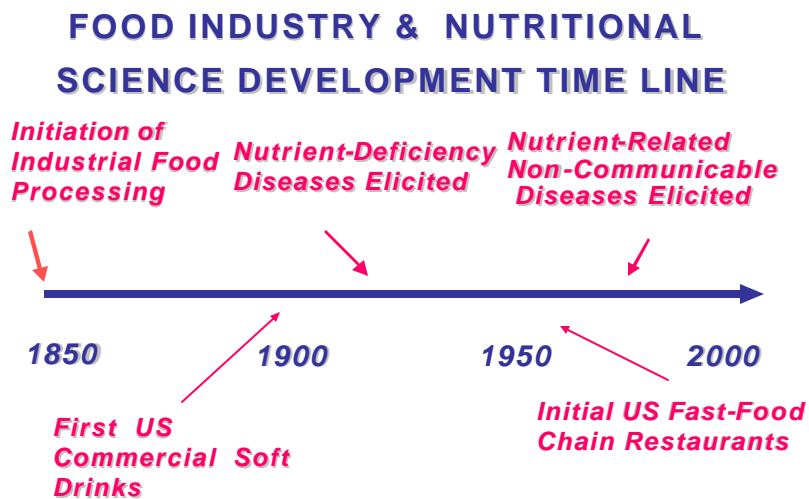 FOOD INDUSTRY & NUTRITIONAL
SCIENCE DEVELOPMENT TIME LINE
Initiation of
Industrial Food
Processing
Nutrient-Deficiency
Diseases Elicited
Nutrient-Related
Non-Communicable
Diseases Elicited
1850
1900
1950
2000
First US
Commercial Soft
Drinks
Initial US Fast-Food
Chain Restaurants